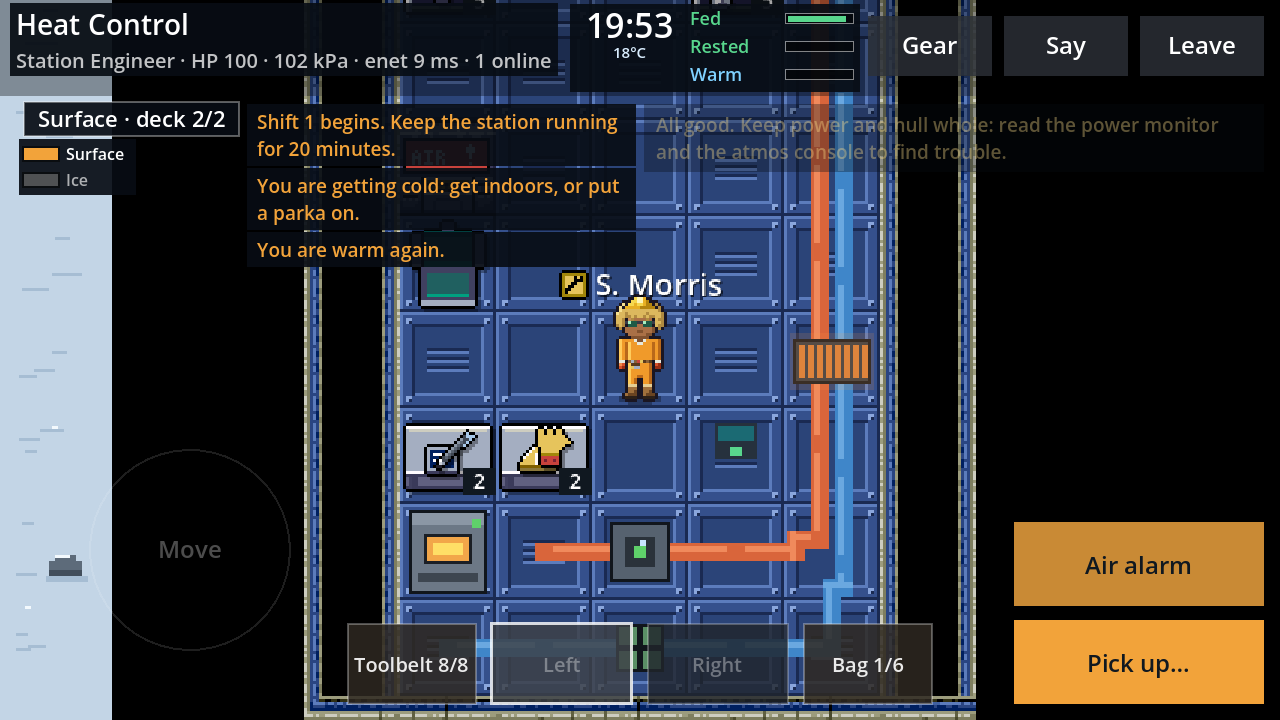 Heat Control
Station Engineer · HP 100 · 102 kPa · enet 9 ms · 1 online
19:53
18°C
Fed
Rested
Warm
Gear
Say
Leave
Surface · deck 2/2
Surface
Ice
Shift 1 begins. Keep the station running
for 20 minutes.
You are getting cold: get indoors, or put
a parka on.
You are warm again.
All good. Keep power and hull whole: read the power monitor
and the atmos console to find trouble.
AIR !
S. Morris
2
2
Move
Air alarm
Pick up...
Toolbelt 8/8
Left
Right
Bag 1/6